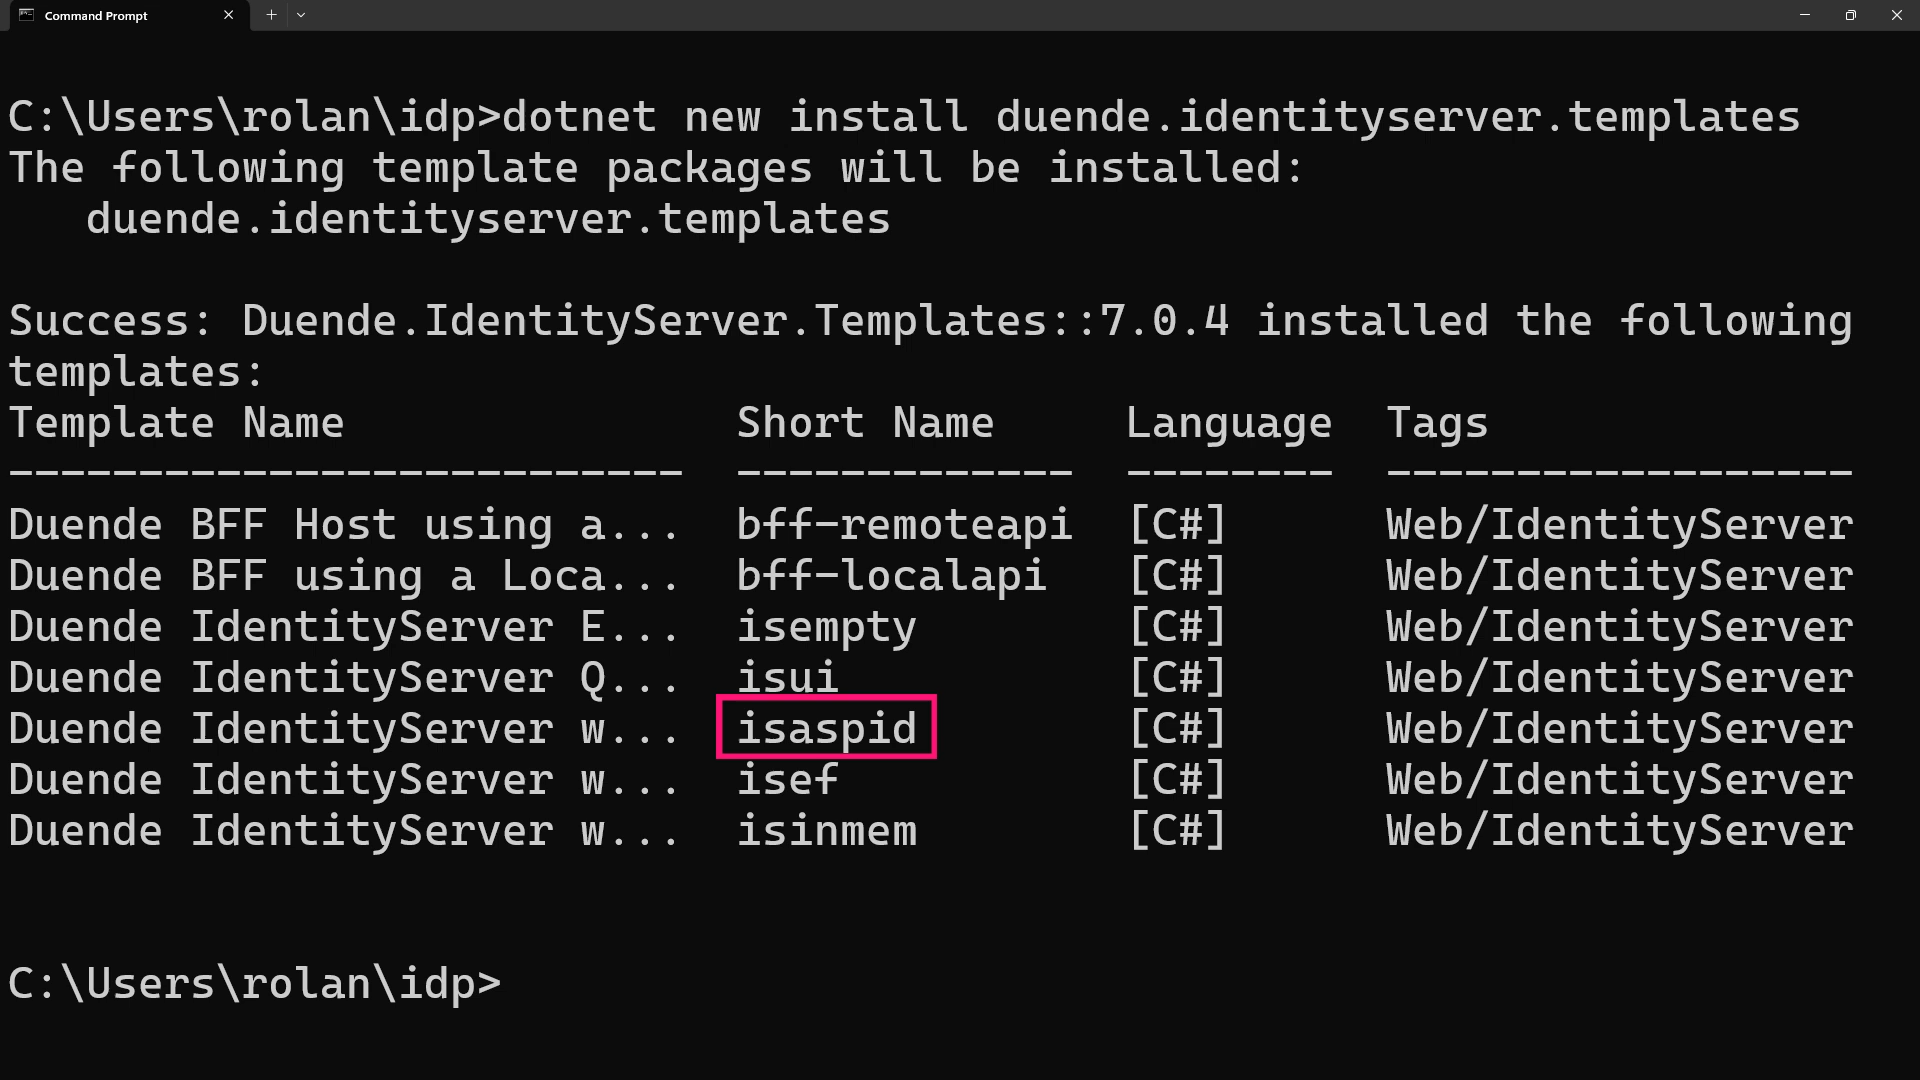 Command Prompt
C:\Users\rolan\idp>dotnet new install duende.identityserver.templates
The following template packages will be installed:
   duende.identityserver.templates
Success: Duende.IdentityServer.Templates::7.0.4 installed the following
templates:
Template Name               Short Name     Language  Tags
--------------------------  -------------  --------  ------------------
Duende BFF Host using a...  bff-remoteapi  [C#]      Web/IdentityServer
Duende BFF using a Loca...  bff-localapi   [C#]      Web/IdentityServer
Duende IdentityServer E...  isempty        [C#]      Web/IdentityServer
Duende IdentityServer Q...  isui           [C#]      Web/IdentityServer
Duende IdentityServer w...  isaspid        [C#]      Web/IdentityServer
Duende IdentityServer w...  isef           [C#]      Web/IdentityServer
Duende IdentityServer w...  isinmem        [C#]      Web/IdentityServer
C:\Users\rolan\idp>